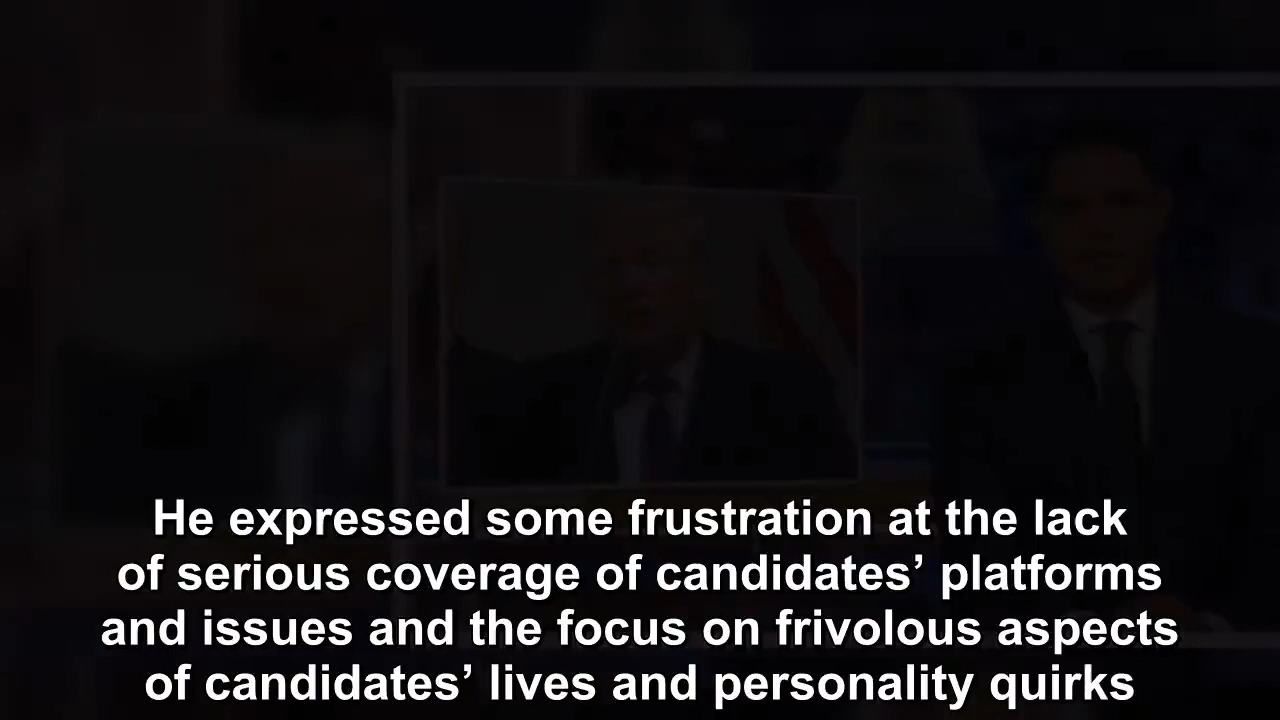 He expressed some frustration at the lack
of serious coverage of candidates’ platforms
and issues and the focus on frivolous aspects
of candidates’ lives and personality quirks